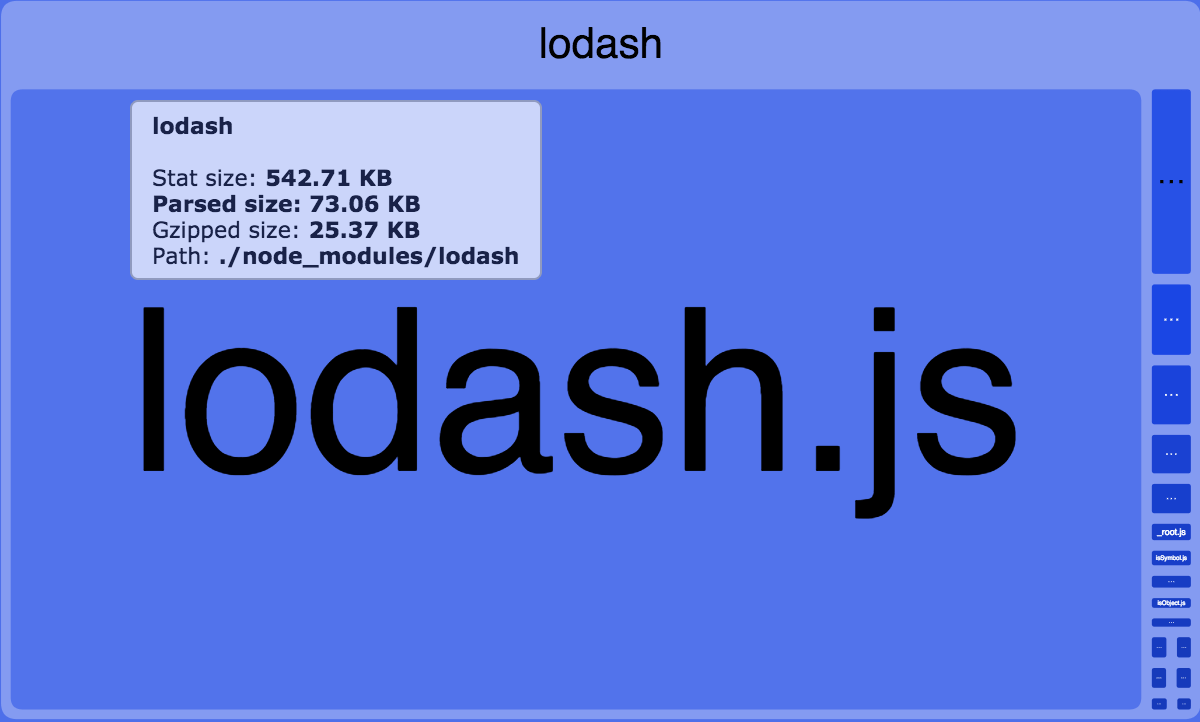 lodash
lodash
Stat size: 542.71 KB
Parsed size: 73.06 KB
Gzipped size: 25.37 KB
Path: ./node_modules/lodash
lodash.js
...
...
...
...
...
_root.js
isSymbol.js
...
isObject.js
...
... ...
... ...
... ...